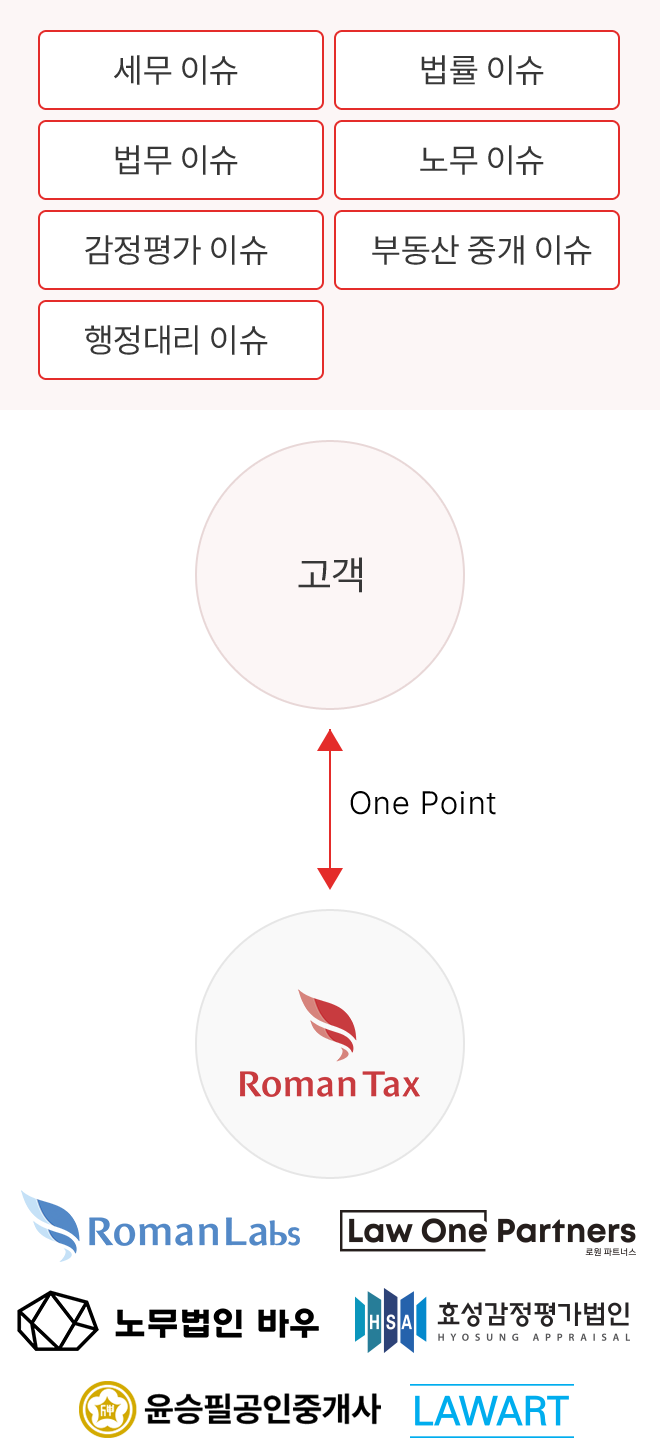 세무 이슈
법률 이슈
법무 이슈
노무 이슈
감정평가 이슈
부동산 중개 이슈
행정대리 이슈
고객
One Point
Roman Tax
RomanLabs
Law One Partners
로원 파트너스
노무법인 바우
HSA
효성감정평가법인
HYOSUNG APPRAISAL
윤승필공인중개사
LAWART